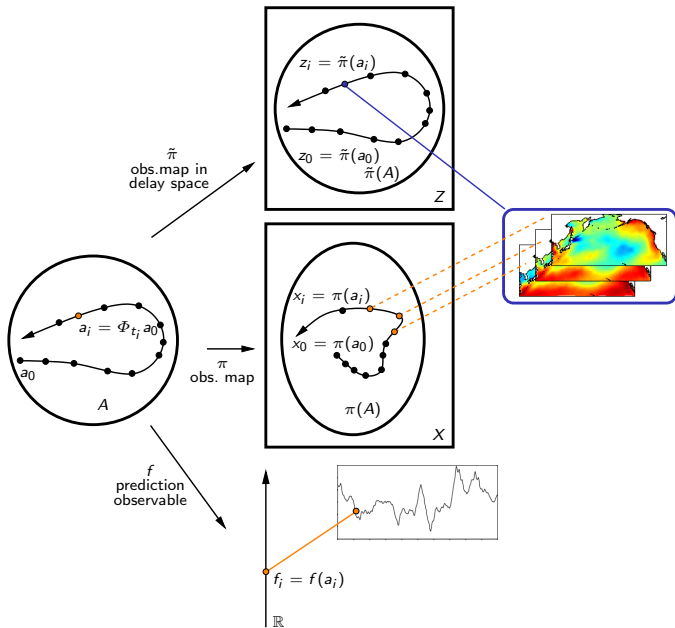 z_i = π̃(a_i)
z_0 = π̃(a_0)
π̃(A)
Z
π̃
obs.map in
delay space
x_i = π(a_i)
x_0 = π(a_0)
π(A)
X
a_i = Φ_{t_i} a_0
a_0
A
π
obs. map
f
prediction
observable
f_i = f(a_i)
ℝ